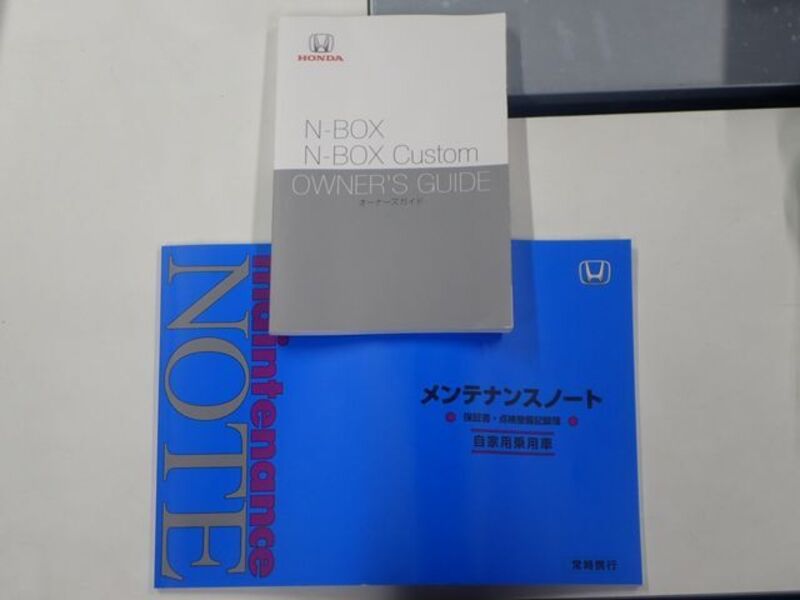 HONDA
N-BOX
N-BOX Custom
OWNER'S GUIDE
オーナーズガイド
maintenance
NOTE
メンテナンスノート
保証書・点検整備記録簿
自家用乗用車
常時携行